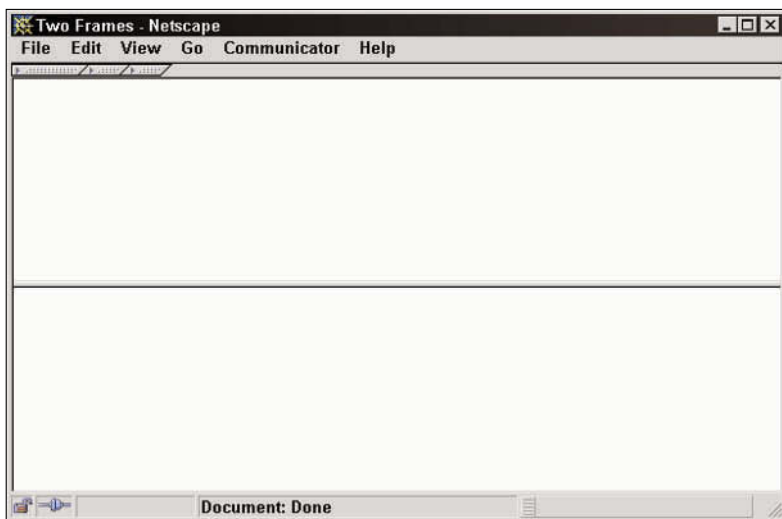 Two Frames - Netscape
File Edit View Go Communicator Help
Document: Done